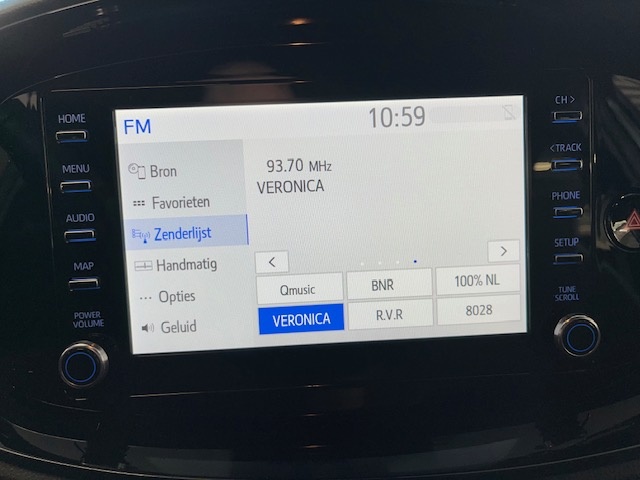 HOME
MENU
AUDIO
MAP
POWER
VOLUME
FM
10:59
Bron
Favorieten
Zenderlijst
Handmatig
Opties
Geluid
93.70 MHz
VERONICA
<
>
Qmusic
BNR
100% NL
VERONICA
R.V.R
8028
CH >
< TRACK
PHONE
SETUP
TUNE
SCROLL